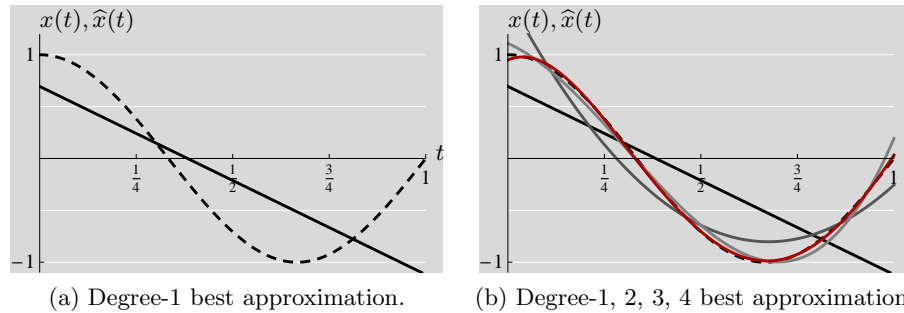 x(t), x̂(t)
1
t
1/4
1/2
3/4
1
−1
(a) Degree-1 best approximation.
x(t), x̂(t)
1
t
1/4
1/2
3/4
1
−1
(b) Degree-1, 2, 3, 4 best approximation